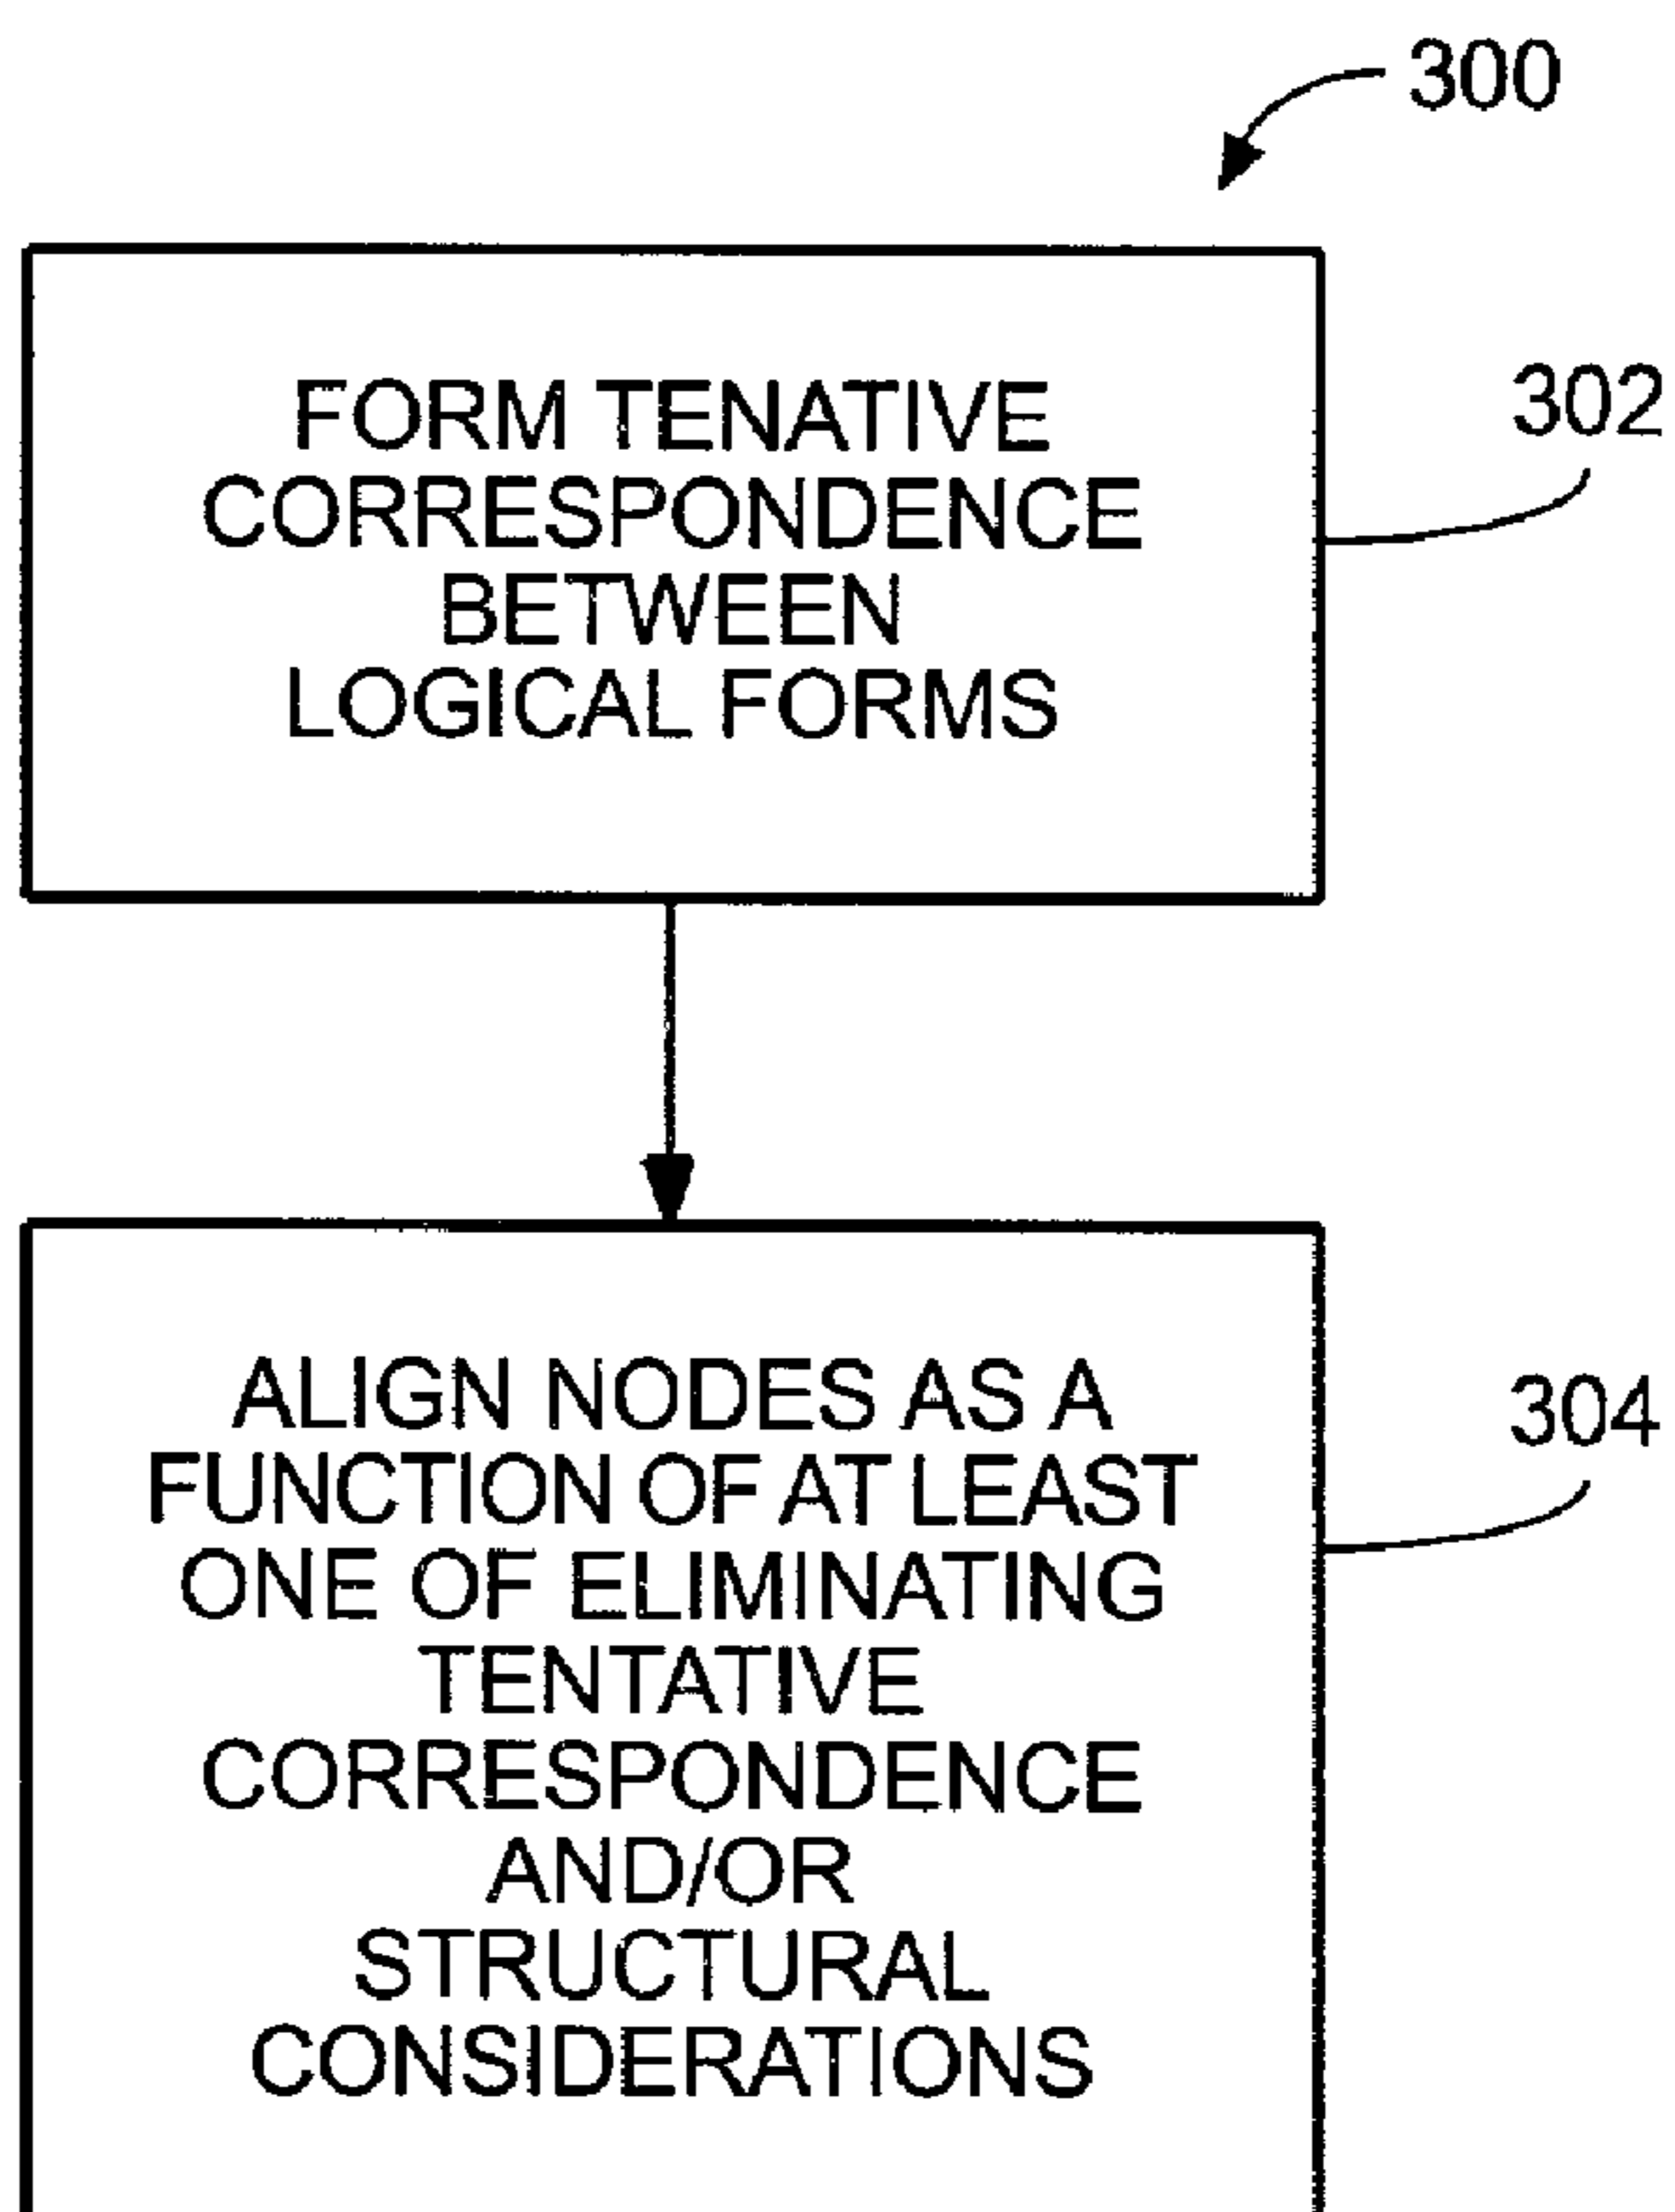 300
FORM TENATIVE
CORRESPONDENCE
BETWEEN
LOGICAL FORMS
302
ALIGN NODES AS A
FUNCTION OF AT LEAST
ONE OF ELIMINATING
TENTATIVE
CORRESPONDENCE
AND/OR
STRUCTURAL
CONSIDERATIONS
304